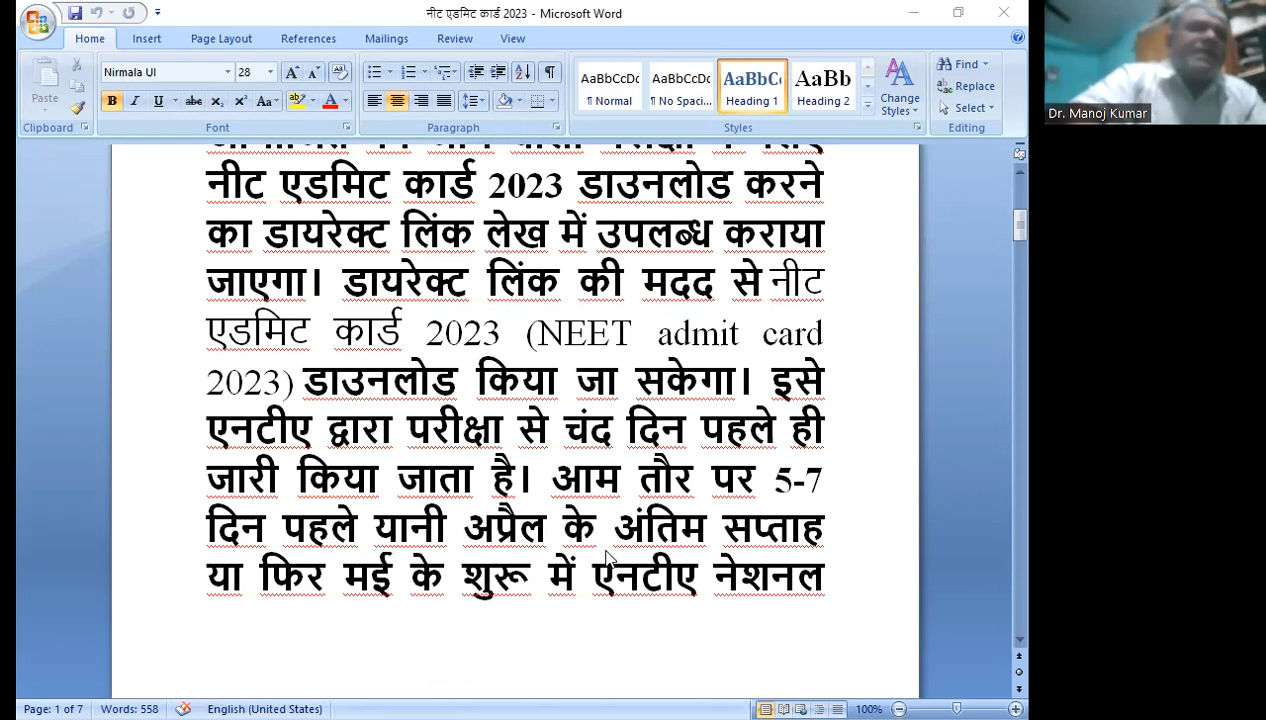 नीट एडमिट कार्ड 2023 - Microsoft Word
Home Insert Page Layout References Mailings Review View
Paste
Nirmala UI 28
AaBbCcDc AaBbCcDc AaBbC AaBb
¶ Normal ¶ No Spaci... Heading 1 Heading 2
Change Styles
Find
Replace
Select
Clipboard Font Paragraph Styles Editing
Dr. Manoj Kumar
नीट एडमिट कार्ड 2023 डाउनलोड करने
का डायरेक्ट लिंक लेख में उपलब्ध कराया
जाएगा। डायरेक्ट लिंक की मदद से नीट
एडमिट कार्ड 2023 (NEET admit card
2023) डाउनलोड किया जा सकेगा। इसे
एनटीए द्वारा परीक्षा से चंद दिन पहले ही
जारी किया जाता है। आम तौर पर 5-7
दिन पहले यानी अप्रैल के अंतिम सप्ताह
या फिर मई के शुरू में एनटीए नेशनल
Page: 1 of 7 Words: 558 English (United States) 100%